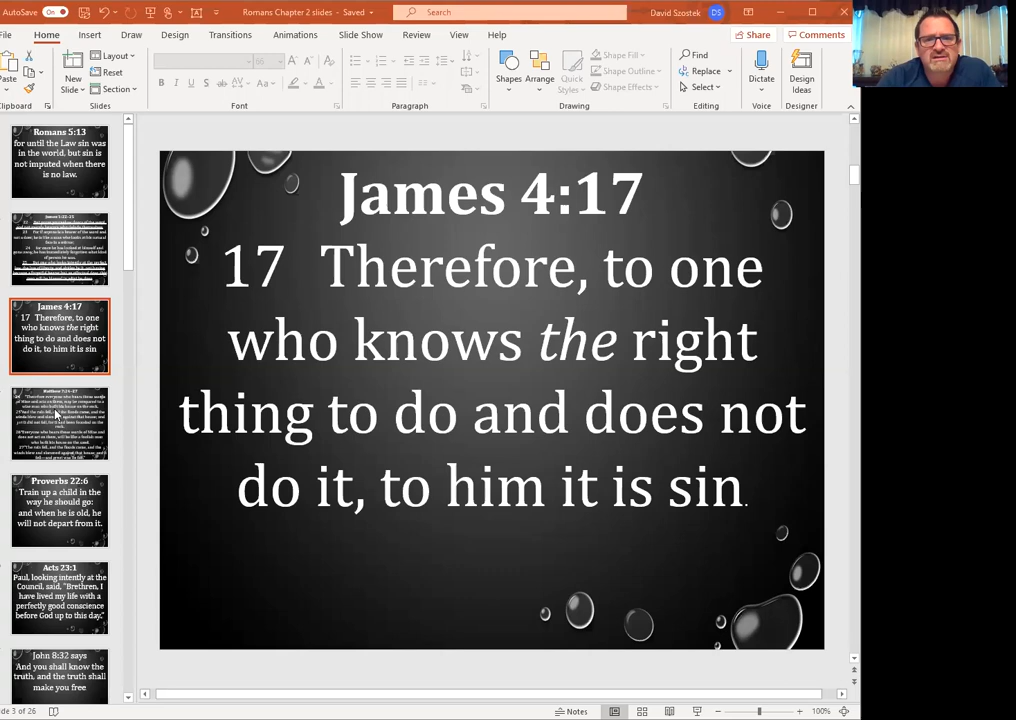 AutoSave On
Romans Chapter 2 slides - Saved
Search
David Szostek DS
File Home Insert Draw Design Transitions Animations Slide Show Review View Help
Share Comments
Paste
New Slide
Layout
Reset
Section
66
Shapes Arrange Quick Styles
Shape Fill
Shape Outline
Shape Effects
Find
Replace
Select
Dictate
Design Ideas
Clipboard Slides Font Paragraph Drawing Editing Voice Designer
Romans 5:13
for until the Law sin was
in the world, but sin is
not imputed when there
is no law.
James 4:17
17 Therefore, to one
who knows the right
thing to do and does not
do it, to him it is sin
Proverbs 22:6
Train up a child in the
way he should go:
and when he is old, he
will not depart from it.
Acts 23:1
Paul, looking intently at the
Council, said, "Brethren, I
have lived my life with a
perfectly good conscience
before God up to this day."
John 8:32 says
And you shall know the
truth, and the truth shall
make you free
James 4:17
17 Therefore, to one
who knows the right
thing to do and does not
do it, to him it is sin.
de 3 of 26
Notes
100%